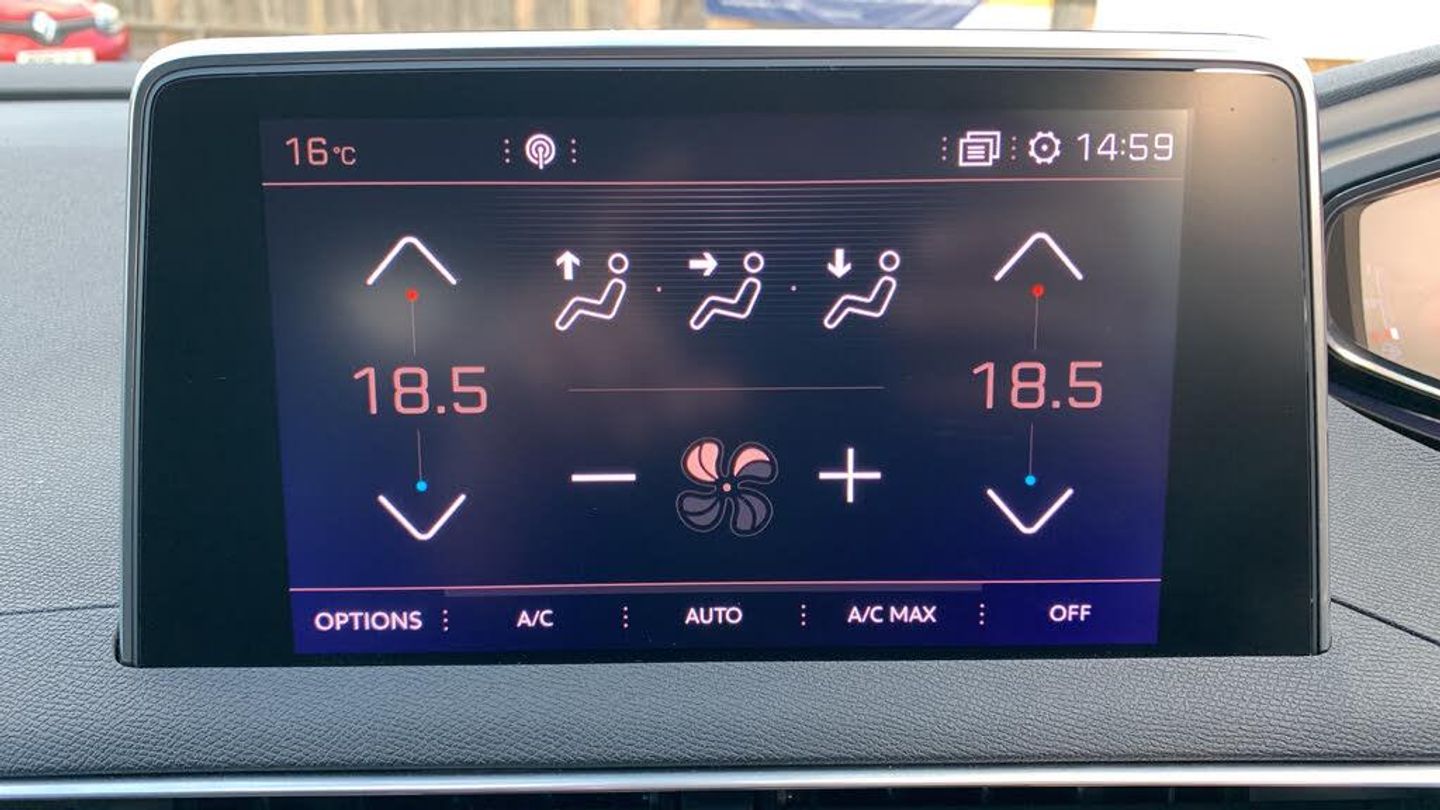 16°C 14:59
18.5 18.5
OPTIONS A/C AUTO A/C MAX OFF